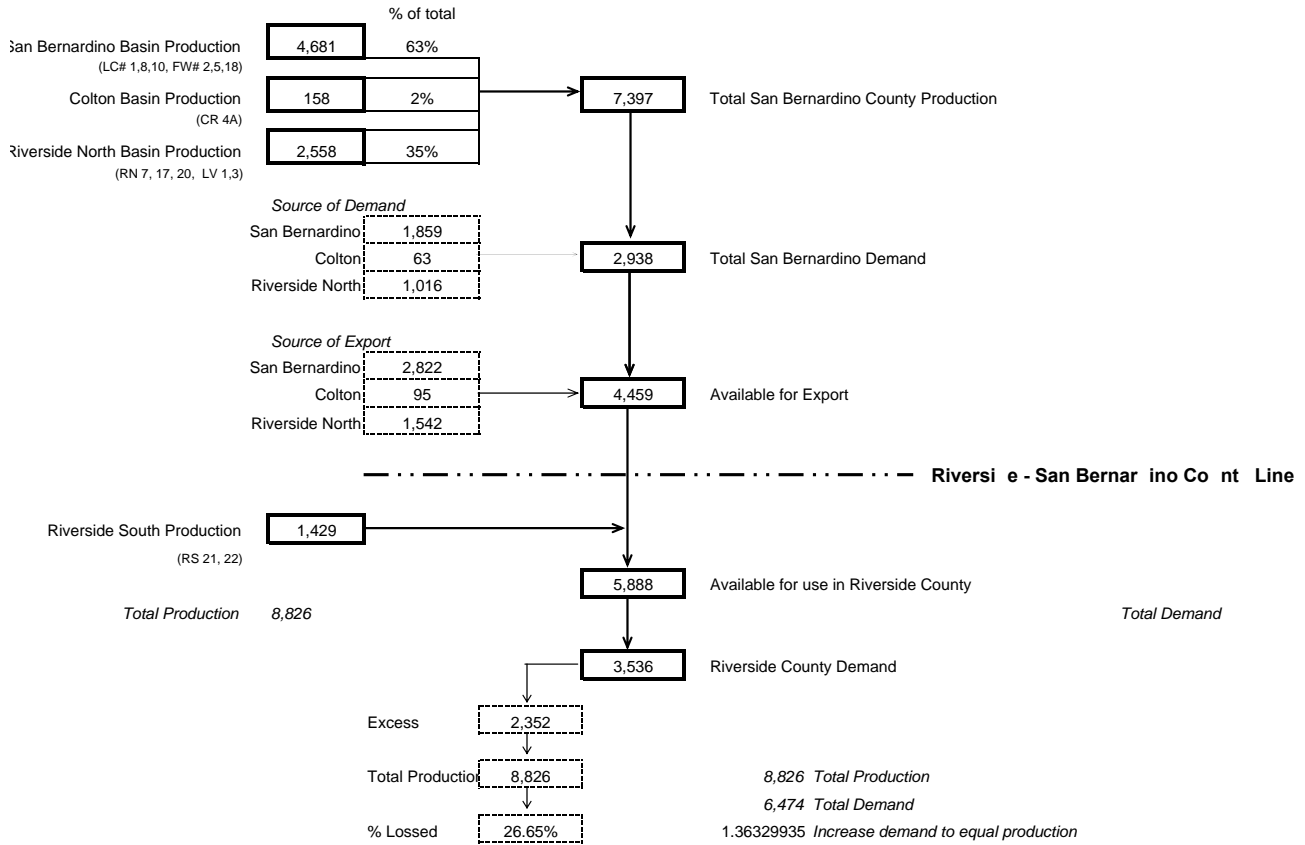 % of total
San Bernardino Basin Production 4,681 63%
(LC# 1,8,10, FW# 2,5,18)
Colton Basin Production 158 2% 7,397 Total San Bernardino County Production
(CR 4A)
Riverside North Basin Production 2,558 35%
(RN 7, 17, 20, LV 1,3)
Source of Demand
San Bernardino 1,859
Colton 63 2,938 Total San Bernardino Demand
Riverside North 1,016
Source of Export
San Bernardino 2,822
Colton 95 4,459 Available for Export
Riverside North 1,542
Riversi e - San Bernar ino Co nt Line
Riverside South Production 1,429
(RS 21, 22)
5,888 Available for use in Riverside County
Total Production 8,826 Total Demand
3,536 Riverside County Demand
Excess 2,352
Total Production 8,826 8,826 Total Production
6,474 Total Demand
% Lossed 26.65% 1.36329935 Increase demand to equal production